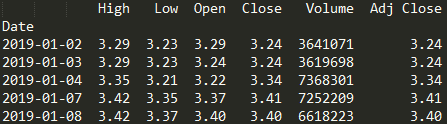 High Low Open Close Volume Adj Close
Date
2019-01-02 3.29 3.23 3.29 3.24 3641071 3.24
2019-01-03 3.29 3.23 3.24 3.24 3619698 3.24
2019-01-04 3.35 3.21 3.22 3.34 7368301 3.34
2019-01-07 3.42 3.35 3.37 3.41 7252209 3.41
2019-01-08 3.42 3.37 3.40 3.40 6618223 3.40